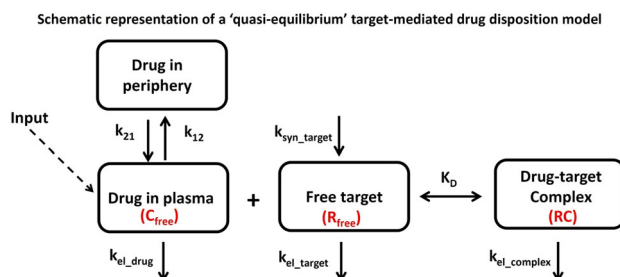 Schematic representation of a ‘quasi-equilibrium’ target-mediated drug disposition model
Drug in
periphery
Input
k21
k12
ksyn_target
Drug in plasma
(Cfree)
+
Free target
(Rfree)
KD
Drug-target
Complex
(RC)
kel_drug
kel_target
kel_complex